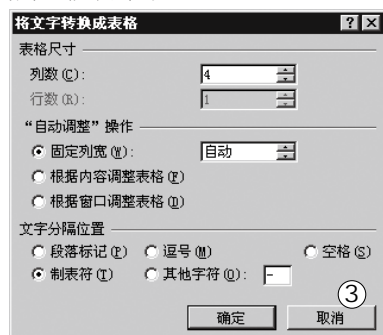 将文字转换成表格
表格尺寸
列数(C): 4
行数(R): 1
“自动调整”操作
固定列宽(W): 自动
根据内容调整表格(F)
根据窗口调整表格(D)
文字分隔位置
段落标记(P) 逗号(M) 空格(S)
制表符(T) 其他字符(O): -
③
确定 取消